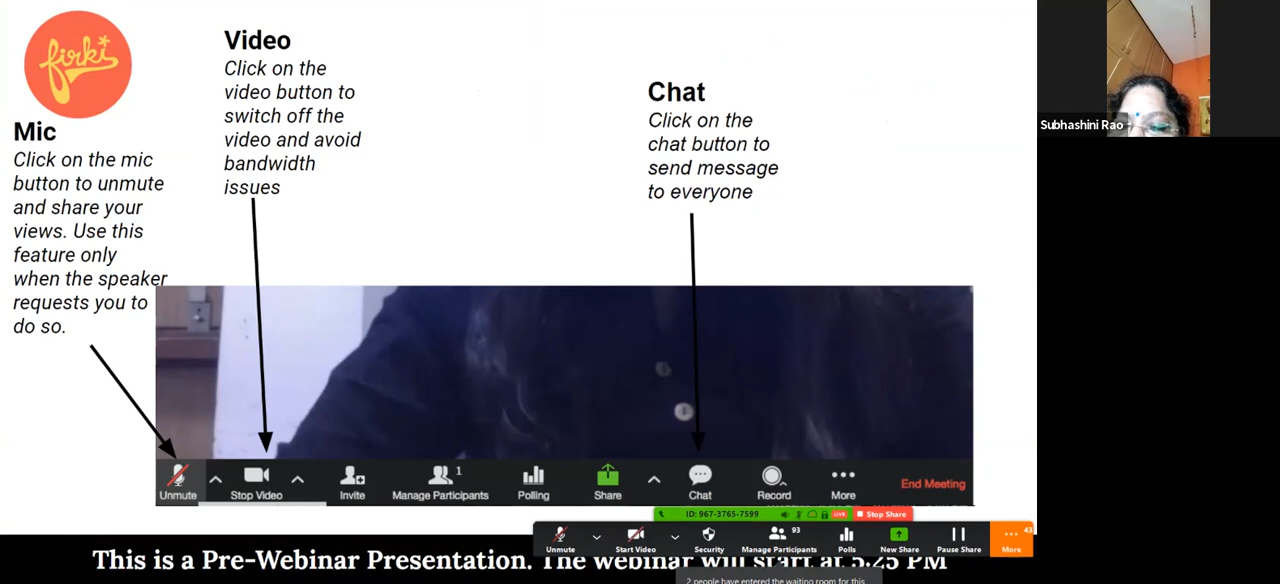 firki
Mic
Click on the mic
button to unmute
and share your
views. Use this
feature only
when the speaker
requests you to
do so.
Video
Click on the
video button to
switch off the
video and avoid
bandwidth
issues
Chat
Click on the
chat button to
send message
to everyone
Subhashini Rao
1
Unmute Stop Video Invite Manage Participants Polling Share Chat Record More End Meeting
ID: 967-3765-7599 LIVE Stop Share
93 43
Unmute Start Video Security Manage Participants Polls New Share Pause Share More
This is a Pre-Webinar Presentation. The webinar will start at 5:25 PM
2 people have entered the waiting room for this